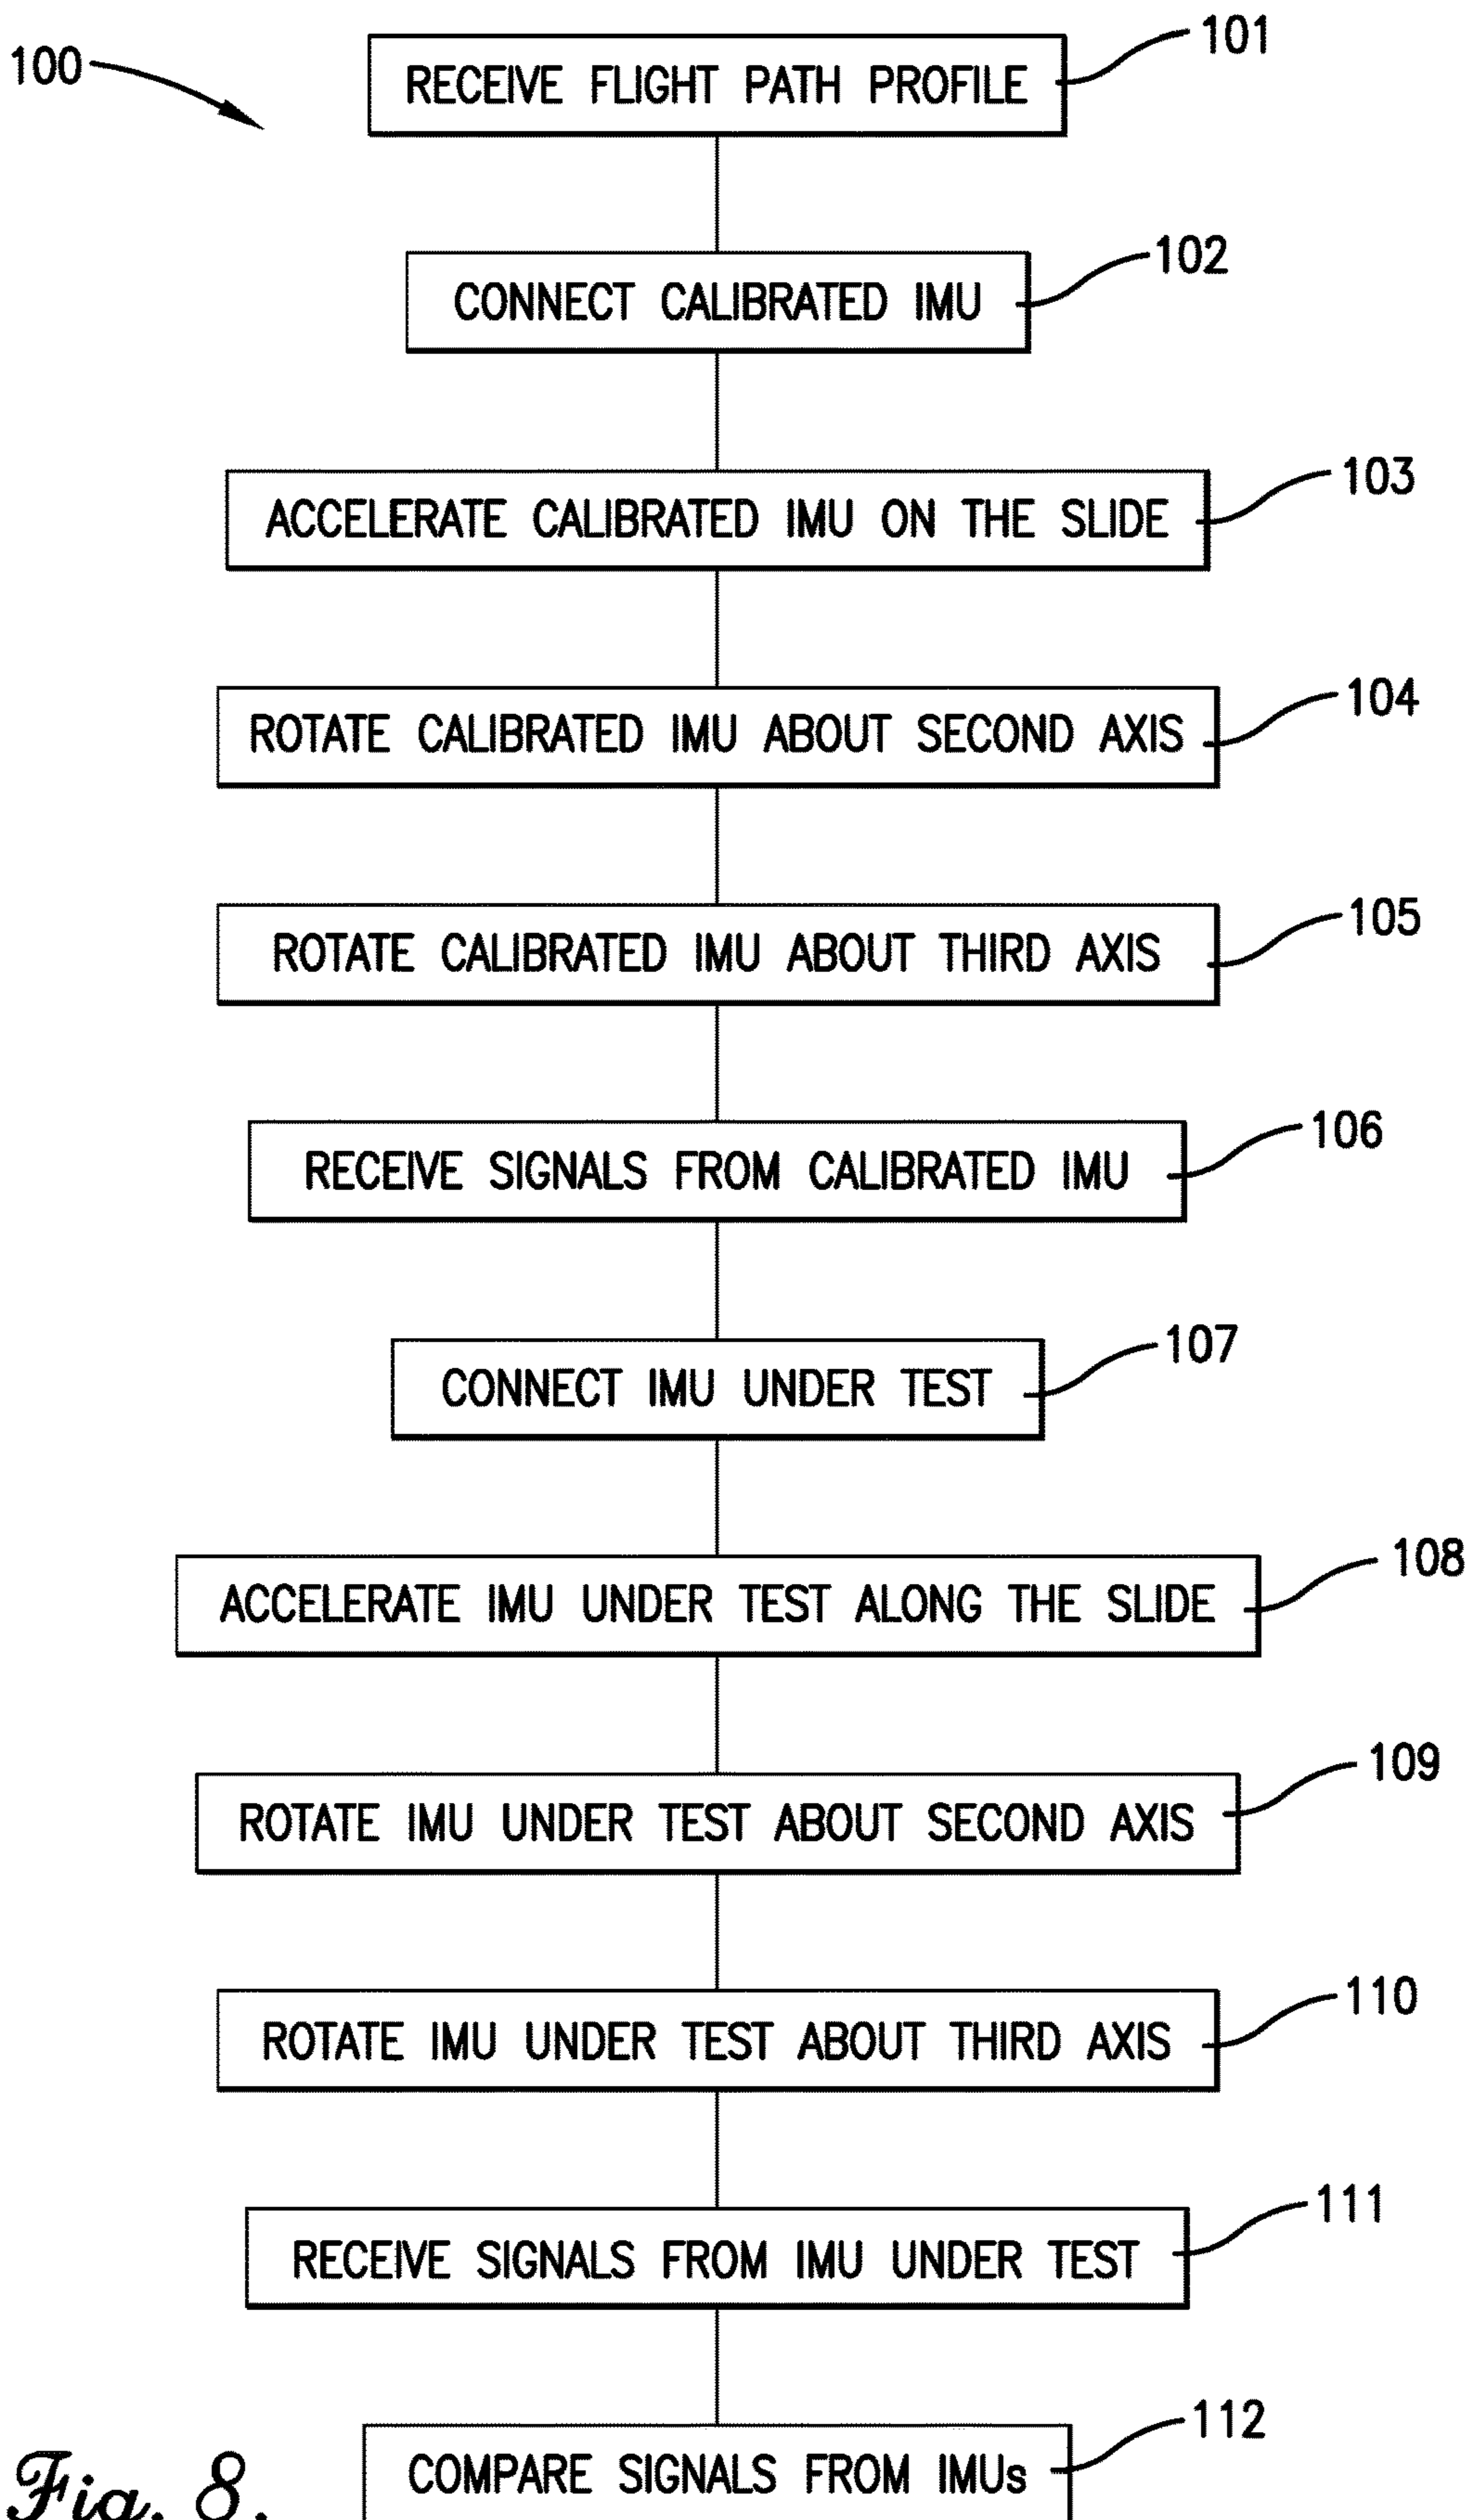 100
RECEIVE FLIGHT PATH PROFILE
101
CONNECT CALIBRATED IMU
102
ACCELERATE CALIBRATED IMU ON THE SLIDE
103
ROTATE CALIBRATED IMU ABOUT SECOND AXIS
104
ROTATE CALIBRATED IMU ABOUT THIRD AXIS
105
RECEIVE SIGNALS FROM CALIBRATED IMU
106
CONNECT IMU UNDER TEST
107
ACCELERATE IMU UNDER TEST ALONG THE SLIDE
108
ROTATE IMU UNDER TEST ABOUT SECOND AXIS
109
ROTATE IMU UNDER TEST ABOUT THIRD AXIS
110
RECEIVE SIGNALS FROM IMU UNDER TEST
111
COMPARE SIGNALS FROM IMUs
112
Fig. 8.